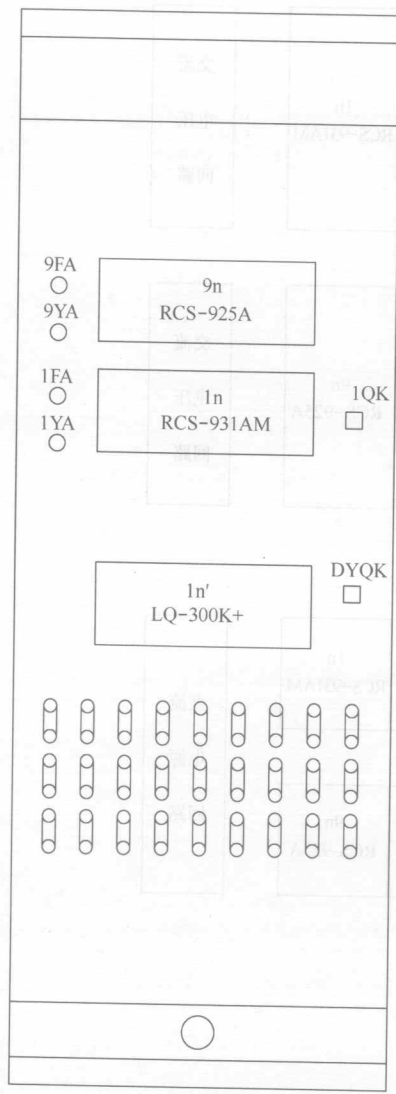 9FA
9n
9YA
RCS-925A
1FA
1n
1QK
1YA
RCS-931AM
DYQK
1n′
LQ-300K+